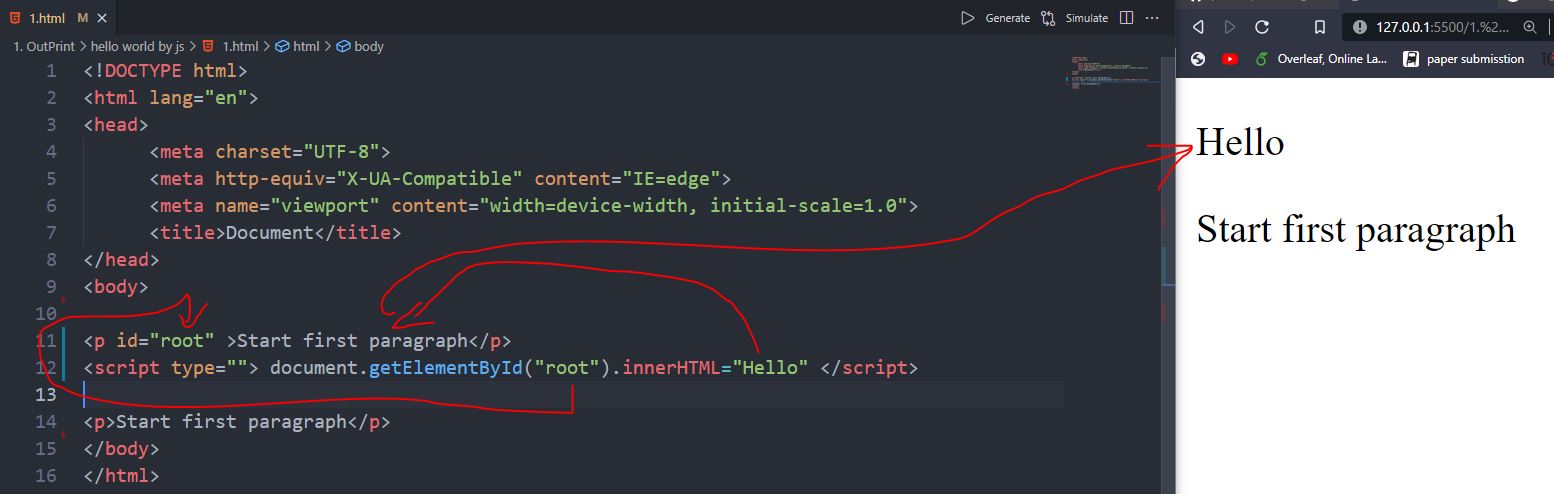 1.html M
Generate Simulate
1. OutPrint > hello world by js > 1.html > html > body
1 <!DOCTYPE html>
2 <html lang="en">
3 <head>
4 <meta charset="UTF-8">
5 <meta http-equiv="X-UA-Compatible" content="IE=edge">
6 <meta name="viewport" content="width=device-width, initial-scale=1.0">
7 <title>Document</title>
8 </head>
9 <body>
10
11 <p id="root" >Start first paragraph</p>
12 <script type=""> document.getElementById("root").innerHTML="Hello" </script>
13
14 <p>Start first paragraph</p>
15 </body>
16 </html>
127.0.0.1:5500/1.%2...
Overleaf, Online La... paper submisstion
Hello
Start first paragraph